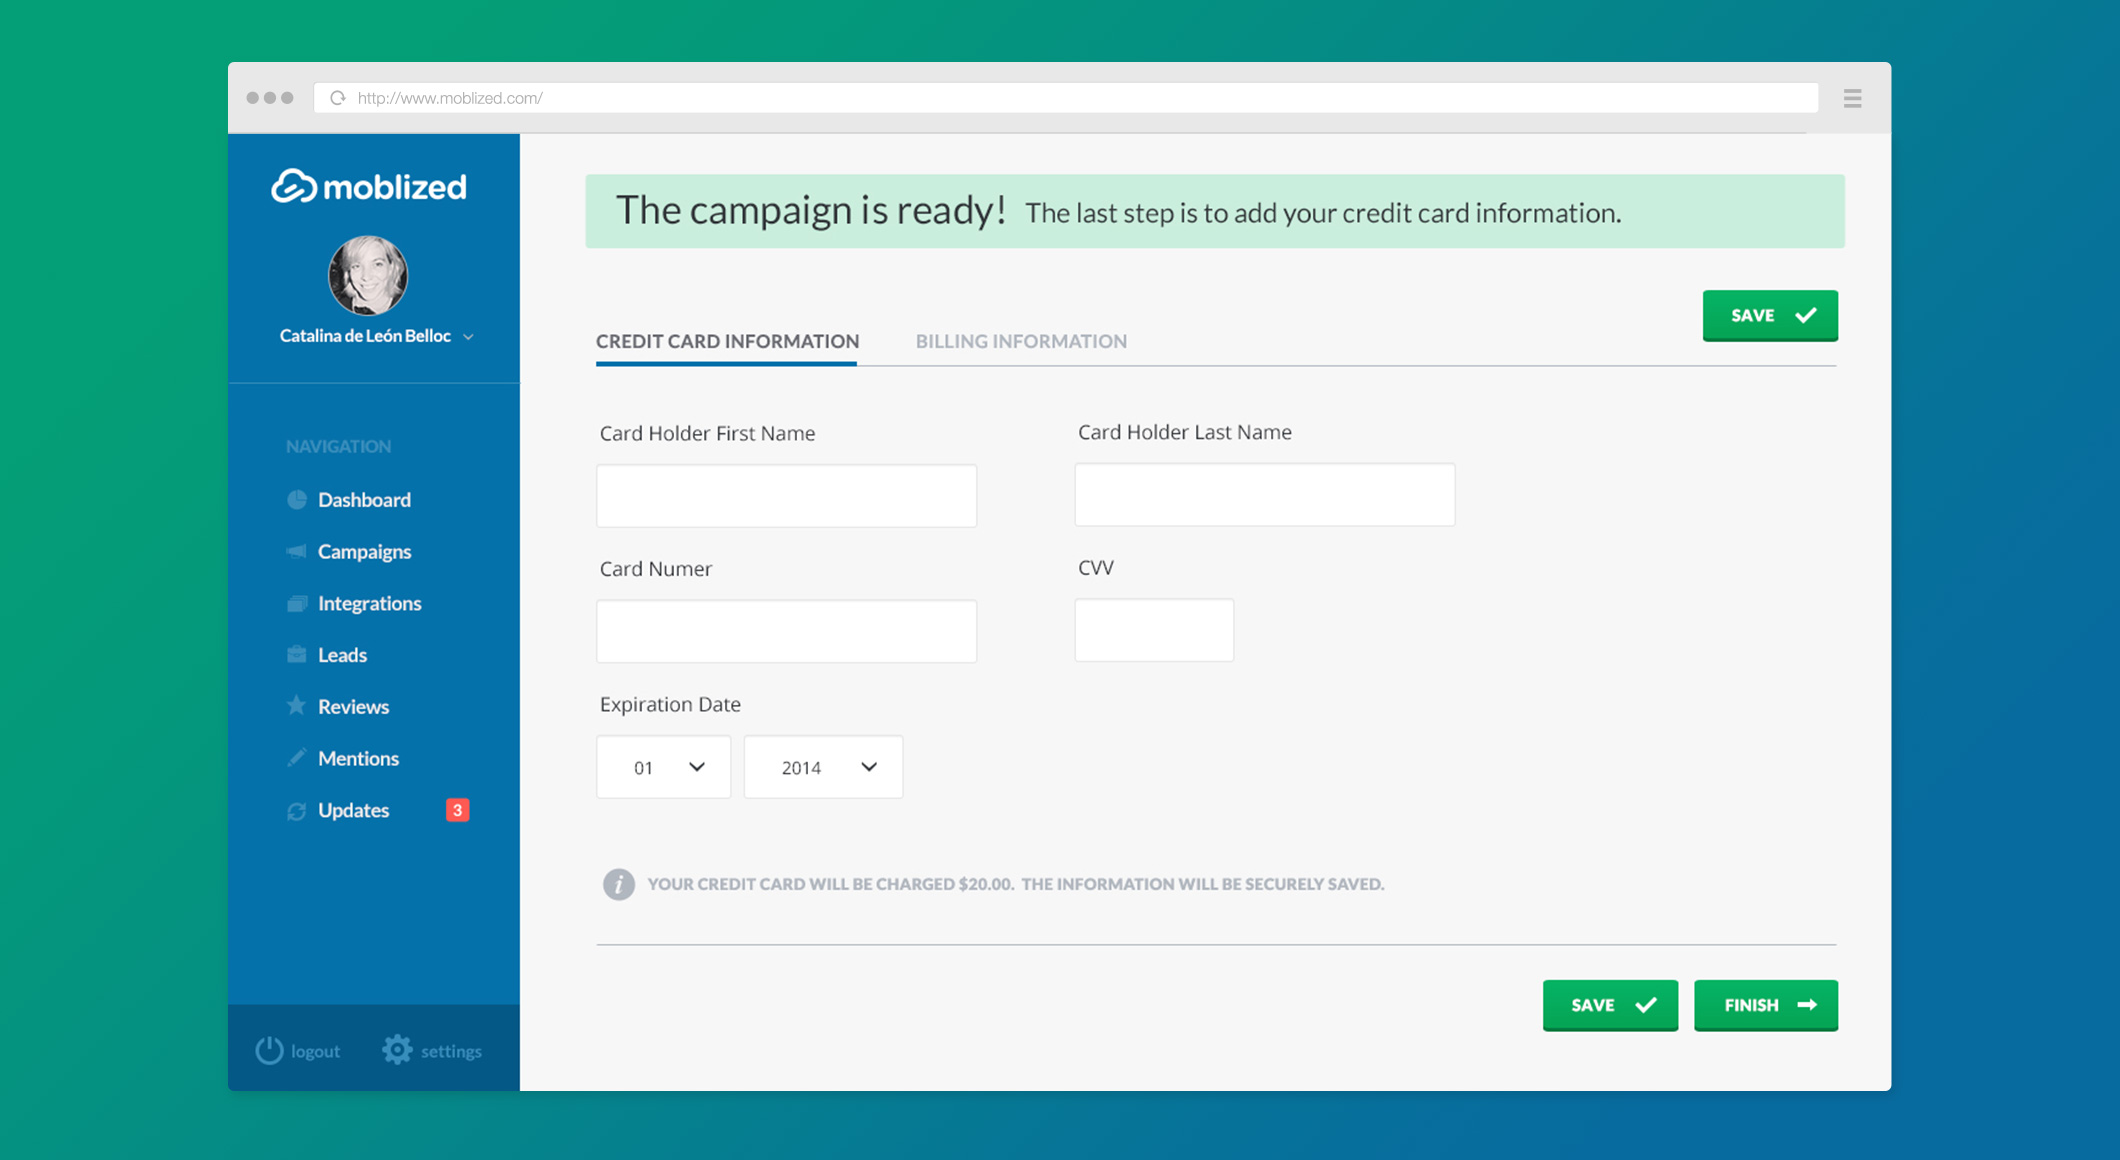 http://www.moblized.com/
moblized
Catalina de León Belloc
NAVIGATION
Dashboard
Campaigns
Integrations
Leads
Reviews
Mentions
Updates 3
logout settings
The campaign is ready! The last step is to add your credit card information.
SAVE
CREDIT CARD INFORMATION BILLING INFORMATION
Card Holder First Name Card Holder Last Name
Card Numer CVV
Expiration Date
01 2014
i YOUR CREDIT CARD WILL BE CHARGED $20.00. THE INFORMATION WILL BE SECURELY SAVED.
SAVE FINISH